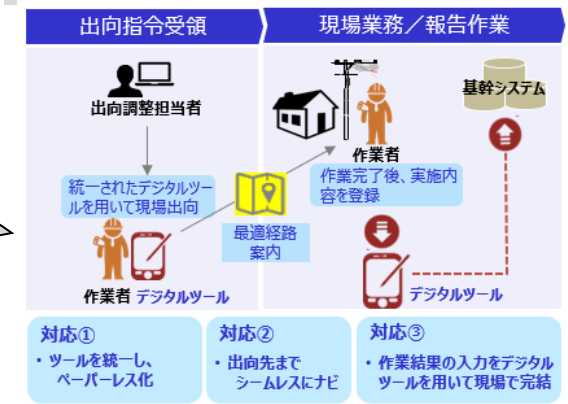 出向指令受領
現場業務／報告作業
出向調整担当者
統一されたデジタルツー
ルを用いて現場出向
作業者 デジタルツール
最適経路
案内
作業者
作業完了後、実施内
容を登録
基幹システム
デジタルツール
対応①
・ ツールを統一し、
ペーパーレス化
対応②
・ 出向先まで
シームレスにナビ
対応③
・ 作業結果の入力をデジタル
ツールを用いて現場で完結